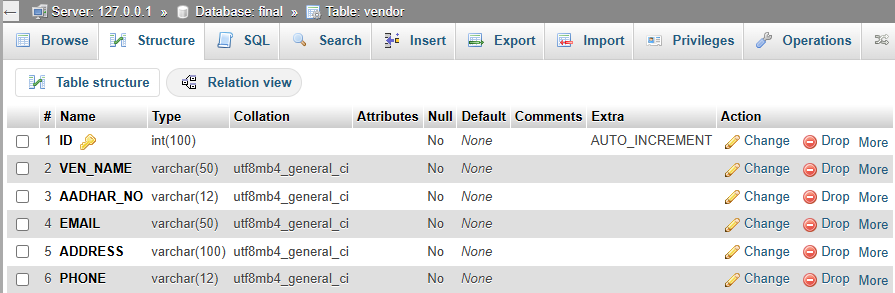 Server: 127.0.0.1 » Database: final » Table: vendor
Browse Structure SQL Search Insert Export Import Privileges Operations
Table structure Relation view
# Name Type Collation Attributes Null Default Comments Extra Action
1 ID int(100) No None AUTO_INCREMENT Change Drop More
2 VEN_NAME varchar(50) utf8mb4_general_ci No None Change Drop More
3 AADHAR_NO varchar(12) utf8mb4_general_ci No None Change Drop More
4 EMAIL varchar(50) utf8mb4_general_ci No None Change Drop More
5 ADDRESS varchar(100) utf8mb4_general_ci No None Change Drop More
6 PHONE varchar(12) utf8mb4_general_ci No None Change Drop More